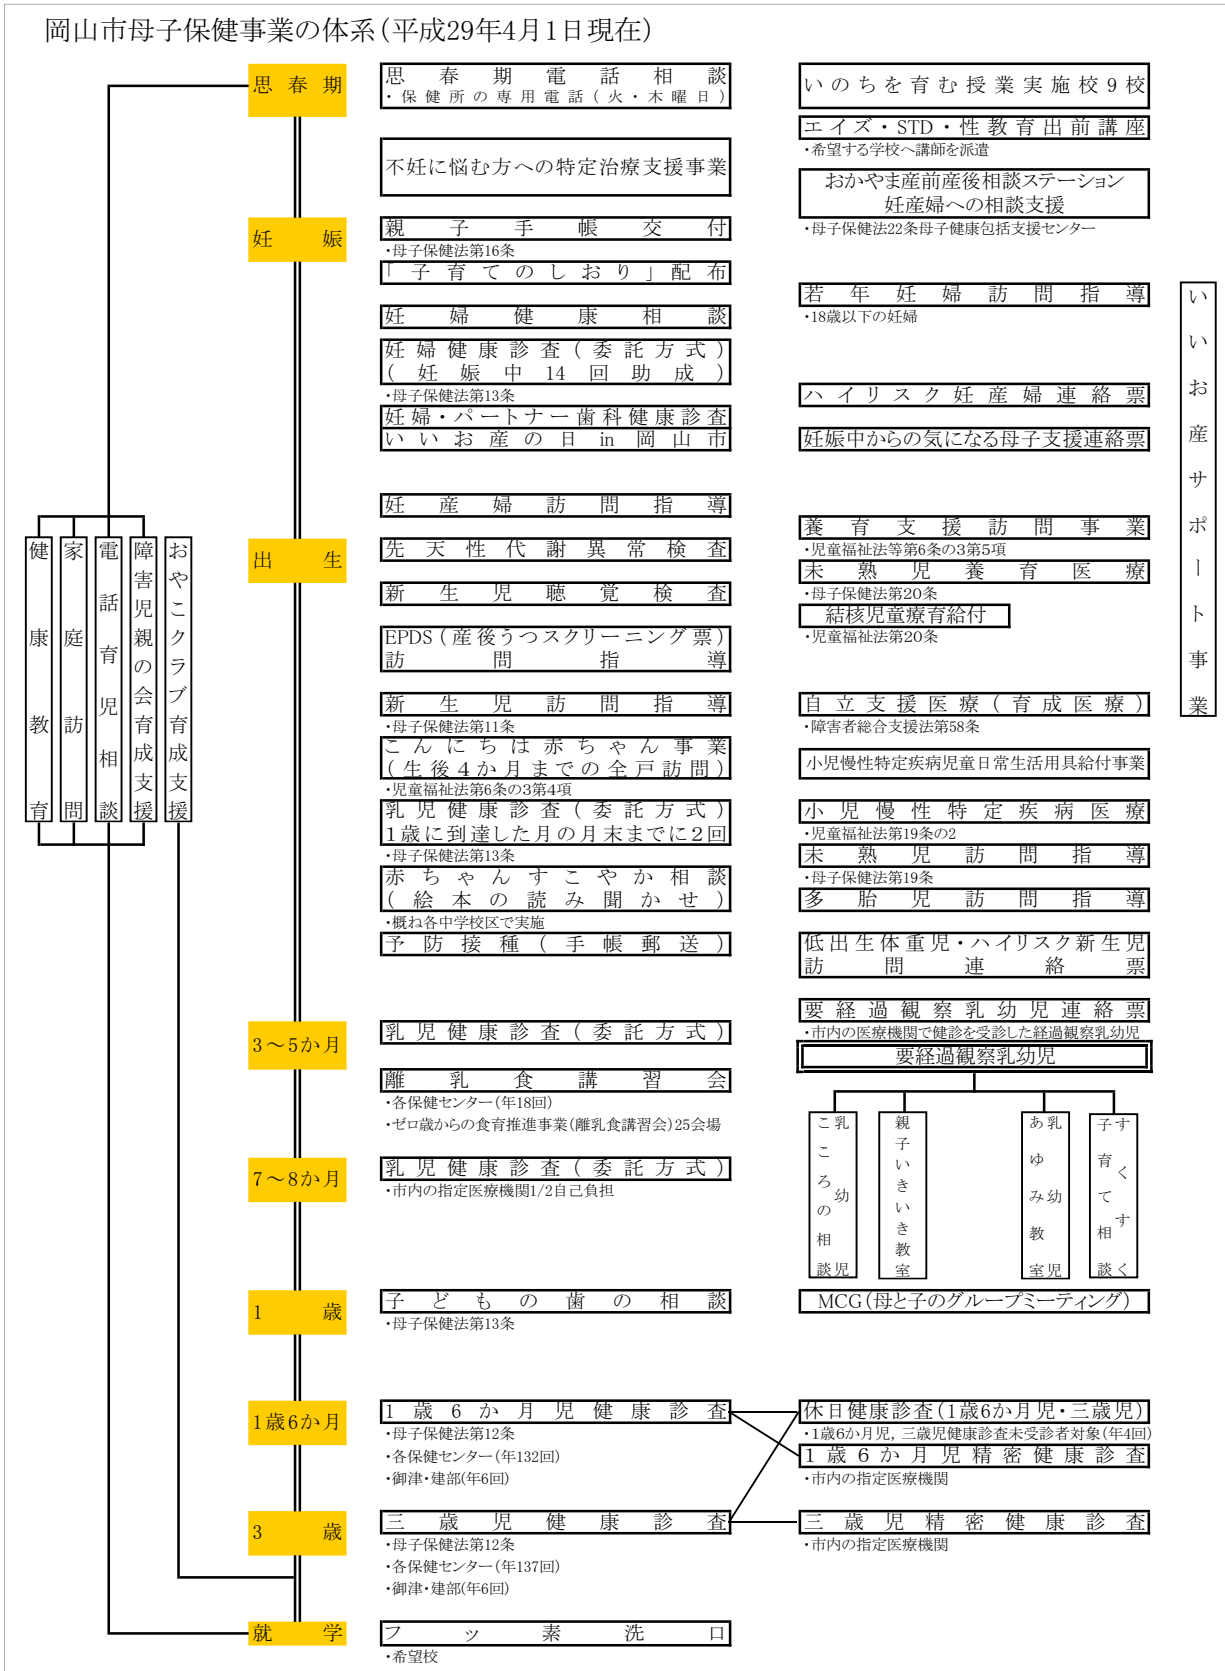 岡山市母子保健事業の体系(平成29年4月1日現在)
思春期
思春期電話相談
・保健所の専用電話(火・木曜日)
不妊に悩む方への特定治療支援事業
いのちを育む授業実施校9校
エイズ・STD・性教育出前講座
・希望する学校へ講師を派遣
おかやま産前産後相談ステーション
妊産婦への相談支援
・母子保健法22条母子健康包括支援センター
妊娠
親子手帳交付
・母子保健法第16条
「子育てのしおり」配布
妊婦健康相談
妊婦健康診査(委託方式)
(妊娠中14回助成)
・母子保健法第13条
妊婦・パートナー歯科健康診査
いいお産の日in岡山市
妊産婦訪問指導
若年妊婦訪問指導
・18歳以下の妊婦
ハイリスク妊産婦連絡票
妊娠中からの気になる母子支援連絡票
いいお産サポート事業
健康教育
家庭訪問
電話育児相談
障害児親の会育成支援
おやこクラブ育成支援
出生
先天性代謝異常検査
新生児聴覚検査
EPDS(産後うつスクリーニング票)
訪問指導
新生児訪問指導
・母子保健法第11条
こんにちは赤ちゃん事業
(生後4か月までの全戸訪問)
・児童福祉法第6条の3第4項
乳児健康診査(委託方式)
1歳に到達した月の月末までに2回
・母子保健法第13条
赤ちゃんすこやか相談
(絵本の読み聞かせ)
・概ね各中学校区で実施
予防接種(手帳郵送)
養育支援訪問事業
・児童福祉法等第6条の3第5項
未熟児養育医療
・母子保健法第20条
結核児童療育給付
・児童福祉法第20条
自立支援医療(育成医療)
・障害者総合支援法第58条
小児慢性特定疾病児童日常生活用具給付事業
小児慢性特定疾病医療
・児童福祉法第19条の2
未熟児訪問指導
・母子保健法第19条
多胎児訪問指導
低出生体重児・ハイリスク新生児
訪問連絡票
要経過観察乳幼児連絡票
・市内の医療機関で健診を受診した経過観察乳幼児
要経過観察乳幼児
乳幼児
こころの相談
親子いきいき教室
乳幼児
あゆみ教室
すくすく
子育て相談
3～5か月
乳児健康診査(委託方式)
離乳食講習会
・各保健センター(年18回)
・ゼロ歳からの食育推進事業(離乳食講習会)25会場
7～8か月
乳児健康診査(委託方式)
・市内の指定医療機関1/2自己負担
1歳
子どもの歯の相談
・母子保健法第13条
MCG(母と子のグループミーティング)
1歳6か月
1歳6か月児健康診査
・母子保健法第12条
・各保健センター(年132回)
・御津・建部(年6回)
休日健康診査(1歳6か月児・三歳児)
・1歳6か月児, 三歳児健康診査未受診者対象(年4回)
1歳6か月児精密健康診査
・市内の指定医療機関
3歳
三歳児健康診査
・母子保健法第12条
・各保健センター(年137回)
・御津・建部(年6回)
三歳児精密健康診査
・市内の指定医療機関
就学
フッ素洗口
・希望校